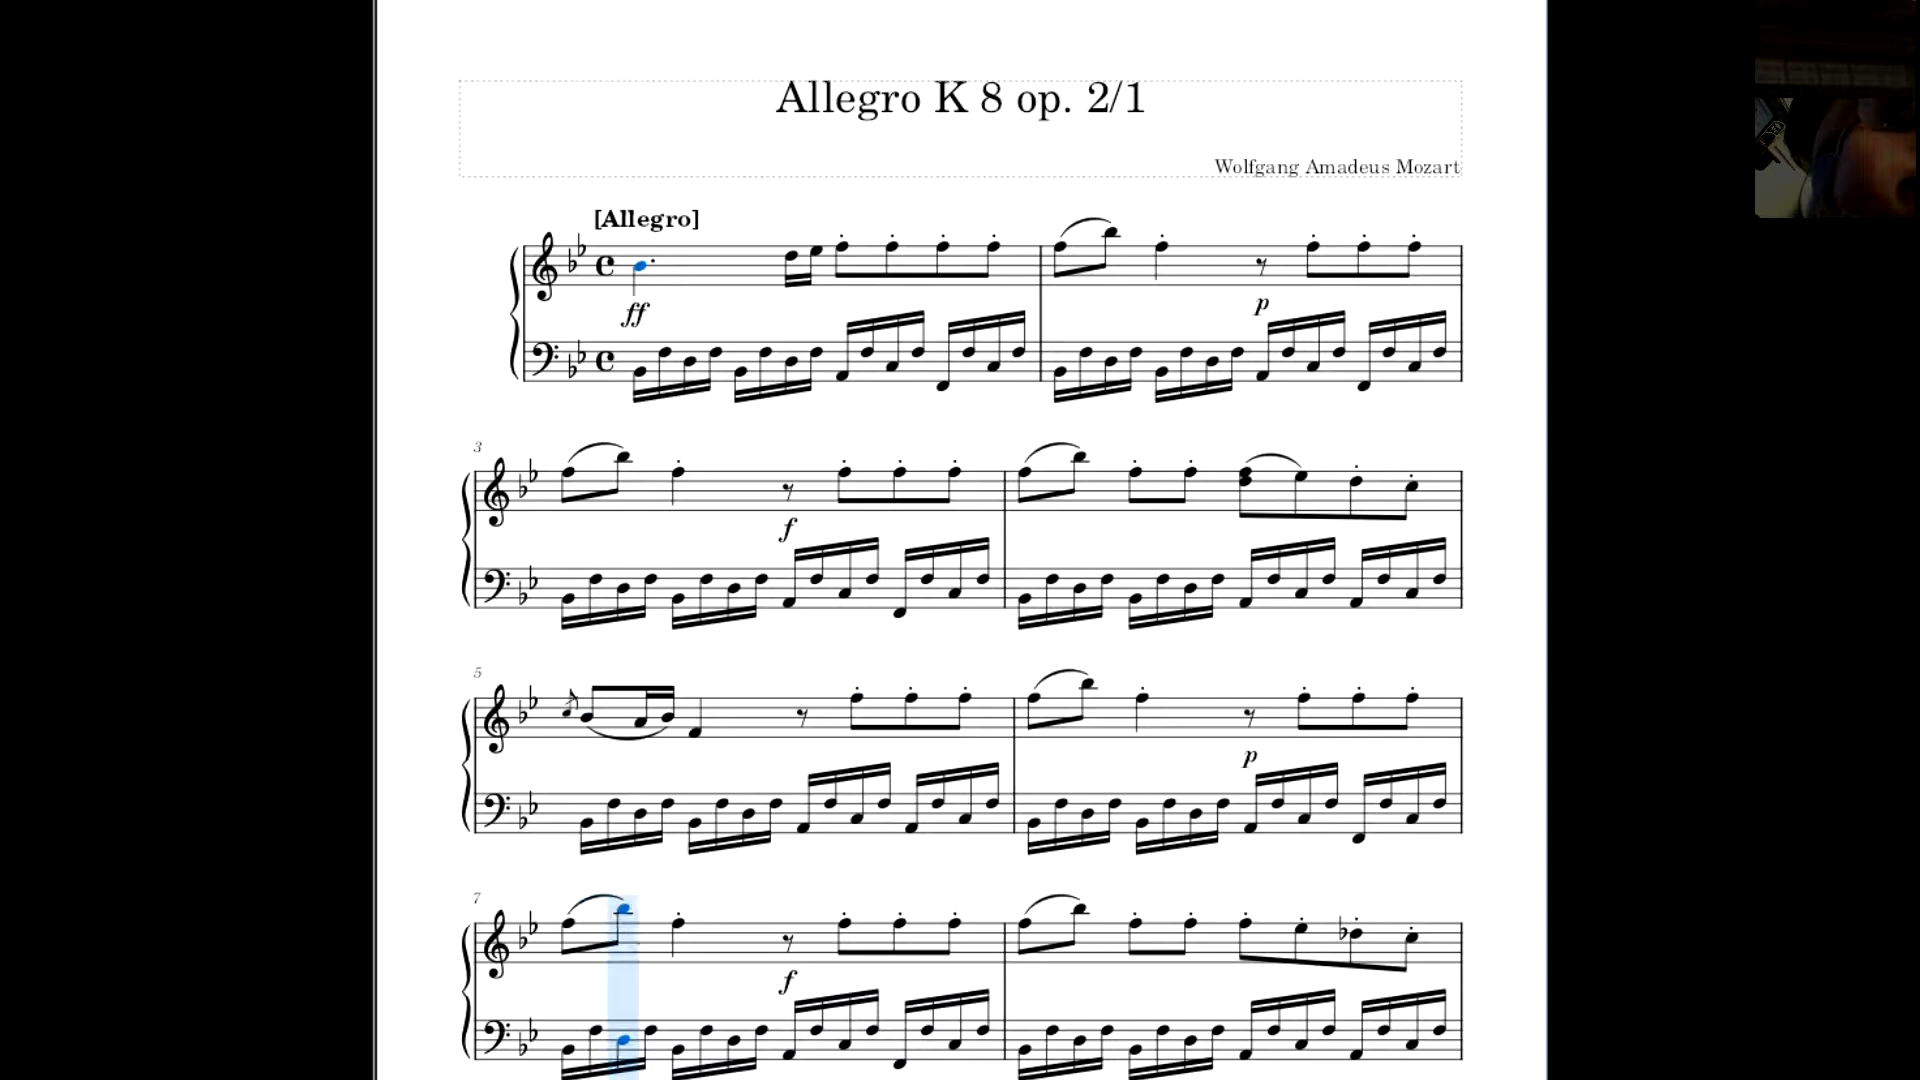 Allegro K 8 op. 2/1
Wolfgang Amadeus Mozart
[Allegro]
ff
p
3
f
5
p
7
f